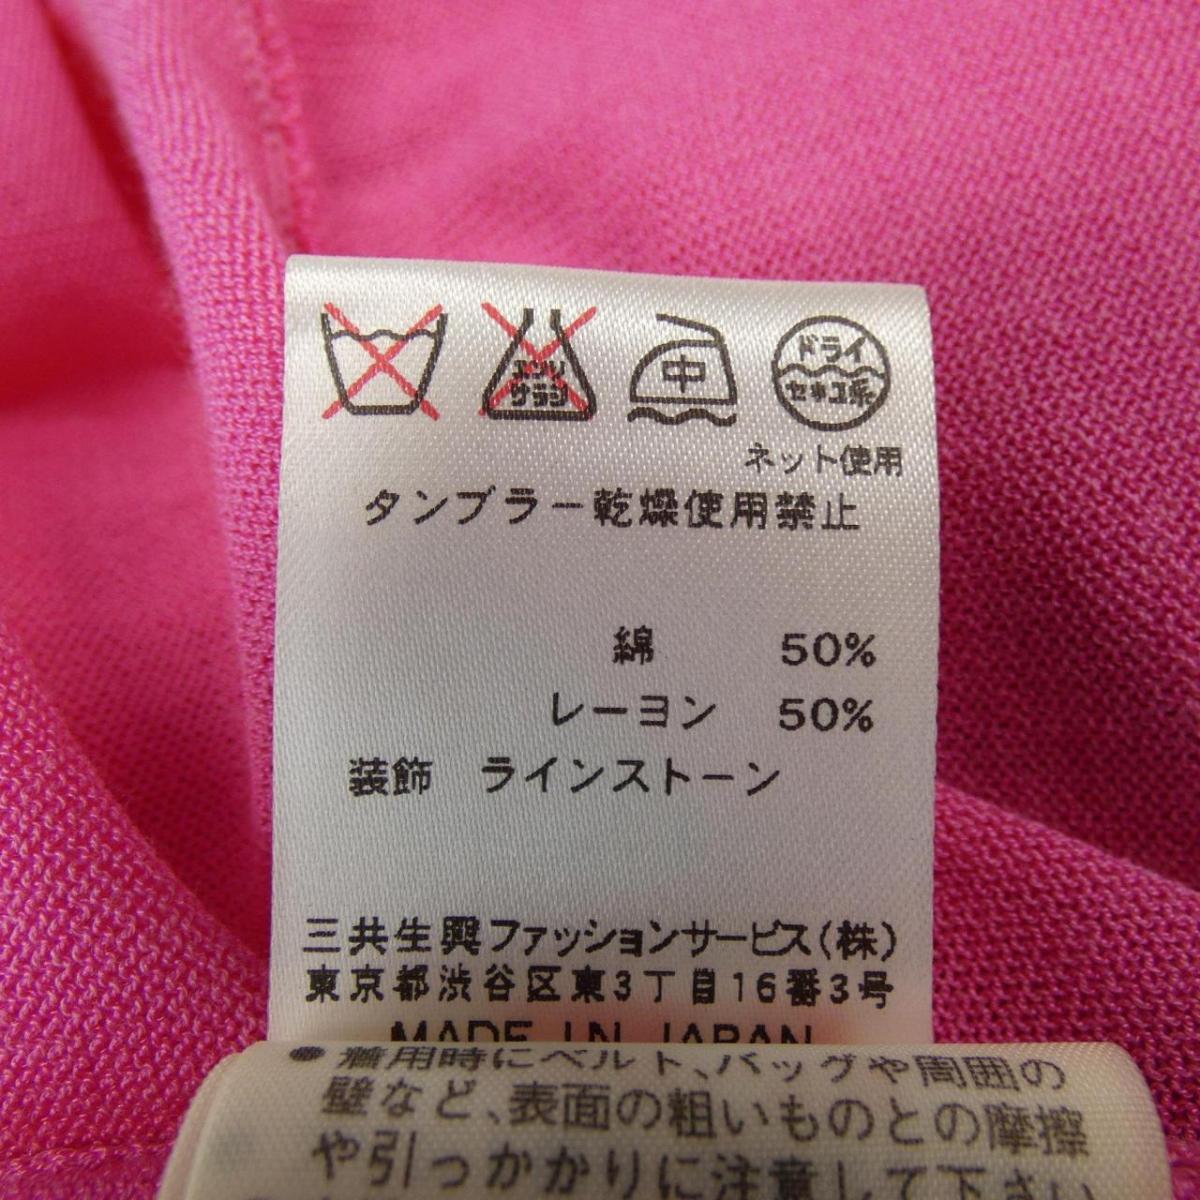 エンソ
サラシ
中
ドライ
セキユ系
ネット使用
タンブラー乾燥使用禁止
綿 50%
レーヨン 50%
装飾 ラインストーン
三共生興ファッションサービス(株)
東京都渋谷区東3丁目16番3号
MADE IN JAPAN
●着用時にベルト、バッグや周囲の
壁など、表面の粗いものとの摩擦
や引っかかりに注意して下さい